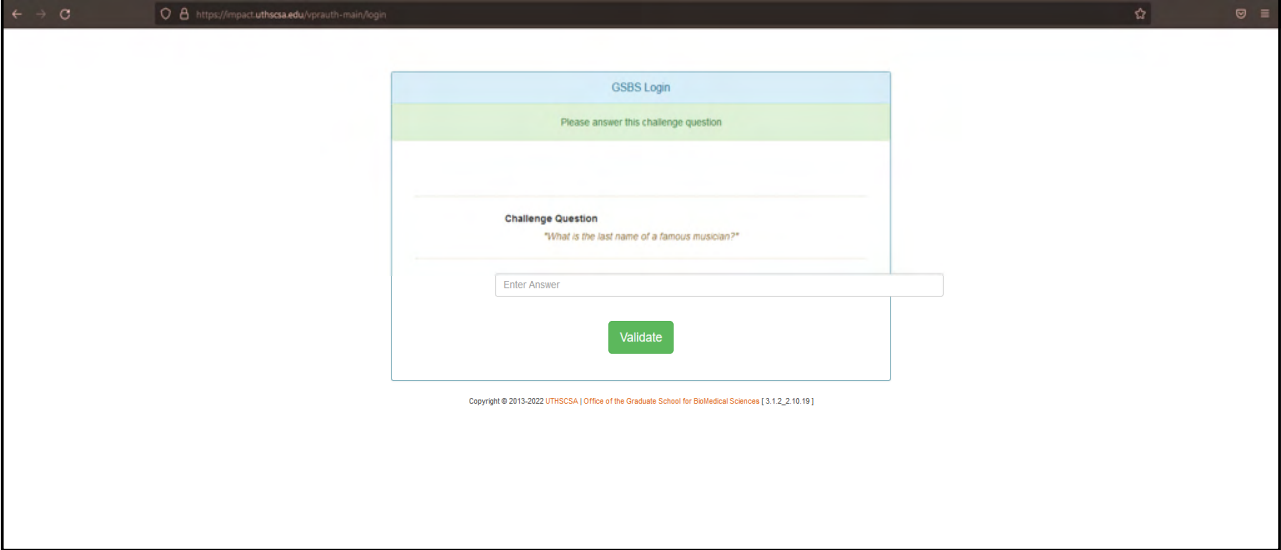 https://impact.uthscsa.edu/vprauth-main/login
GSBS Login
Please answer this challenge question
Challenge Question
"What is the last name of a famous musician?"
Enter Answer
Validate
Copyright © 2013-2022 UTHSCSA | Office of the Graduate School for BioMedical Sciences [ 3.1.2_2.10.19 ]